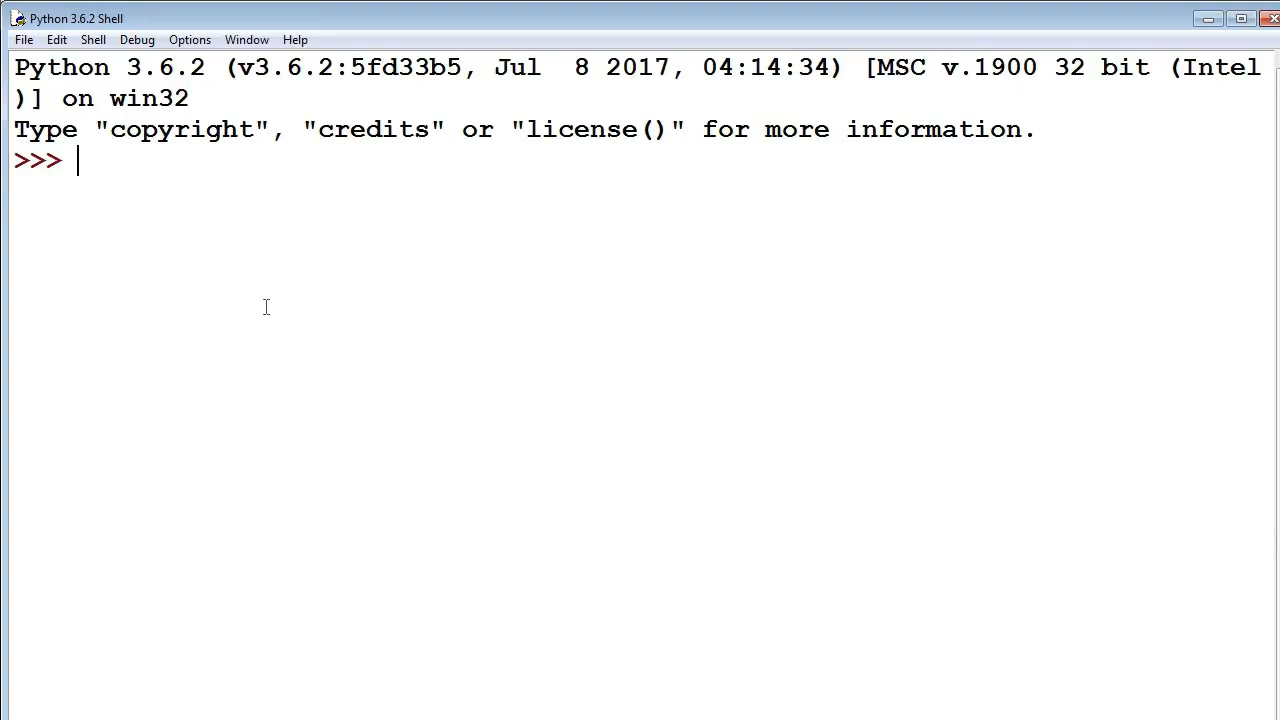 Python 3.6.2 Shell
File Edit Shell Debug Options Window Help
Python 3.6.2 (v3.6.2:5fd33b5, Jul  8 2017, 04:14:34) [MSC v.1900 32 bit (Intel
)] on win32
Type "copyright", "credits" or "license()" for more information.
>>>